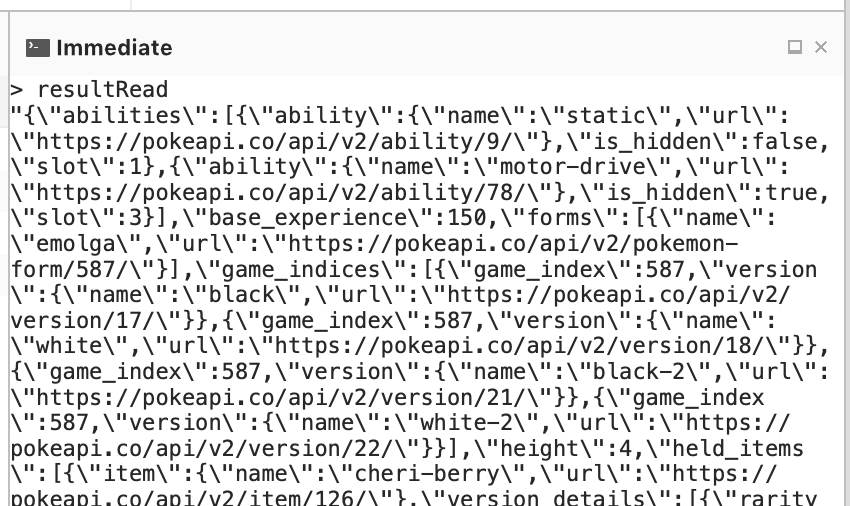 Immediate
> resultRead
"{\"abilities\":[{\"ability\":{\"name\":\"static\",\"url\":
\"https://pokeapi.co/api/v2/ability/9/\"},\"is_hidden\":false,
\"slot\":1},{\"ability\":{\"name\":\"motor-drive\",\"url\":
\"https://pokeapi.co/api/v2/ability/78/\"},\"is_hidden\":true,
\"slot\":3}],\"base_experience\":150,\"forms\":[{\"name\":
\"emolga\",\"url\":\"https://pokeapi.co/api/v2/pokemon-
form/587/\"}],\"game_indices\":[{\"game_index\":587,\"version
\":{\"name\":\"black\",\"url\":\"https://pokeapi.co/api/v2/
version/17/\"}},{\"game_index\":587,\"version\":{\"name\":
\"white\",\"url\":\"https://pokeapi.co/api/v2/version/18/\"}},
{\"game_index\":587,\"version\":{\"name\":\"black-2\",\"url\":
\"https://pokeapi.co/api/v2/version/21/\"}},{\"game_index
\":587,\"version\":{\"name\":\"white-2\",\"url\":\"https://
pokeapi.co/api/v2/version/22/\"}}],\"height\":4,\"held_items
\":[{\"item\":{\"name\":\"cheri-berry\",\"url\":\"https://
pokeapi.co/api/v2/item/126/\"},\"version_details\":[{\"rarity